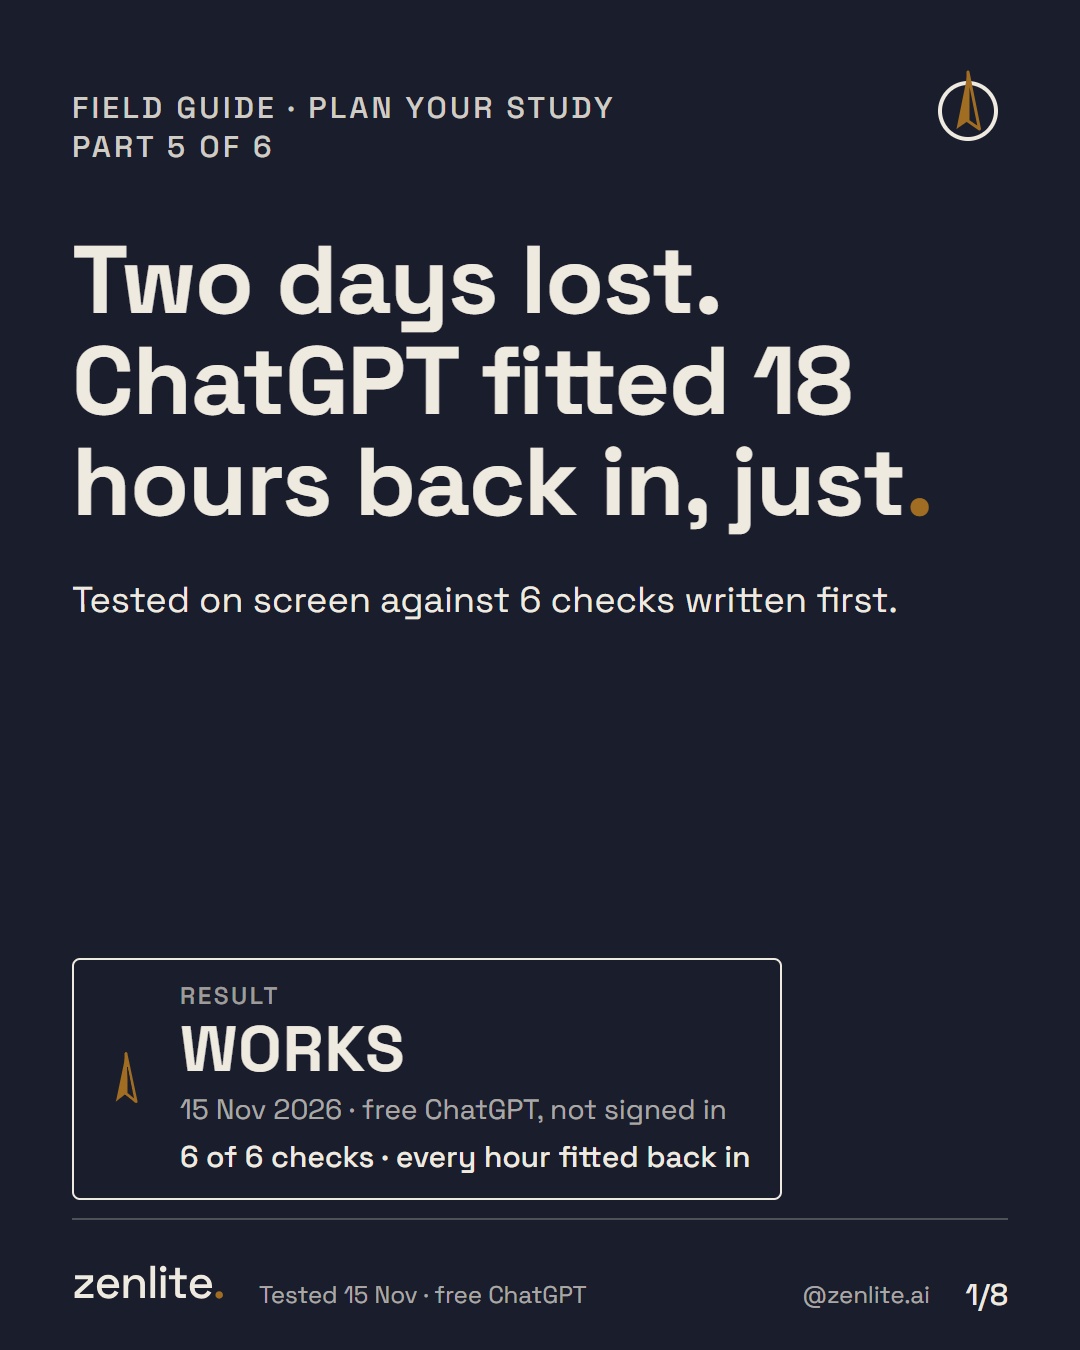 FIELD GUIDE · PLAN YOUR STUDY
PART 5 OF 6
Two days lost.
ChatGPT fitted 18
hours back in, just.
Tested on screen against 6 checks written first.
RESULT
WORKS
15 Nov 2026 · free ChatGPT, not signed in
6 of 6 checks · every hour fitted back in
zenlite.
Tested 15 Nov · free ChatGPT
@zenlite.ai
1/8